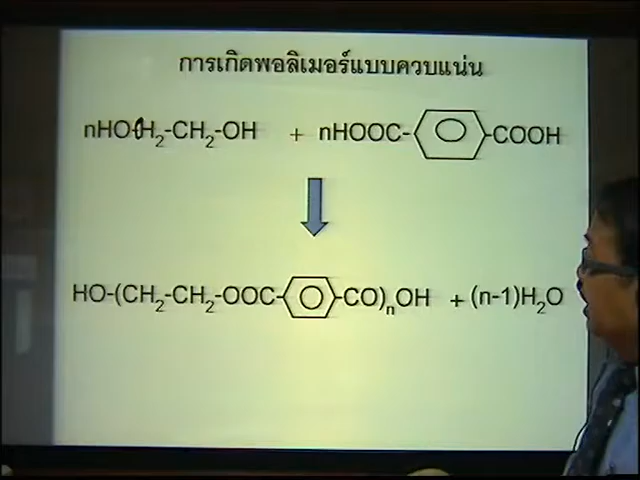 การเกิดพอลิเมอร์แบบควบแน่น
nHO-CH₂-CH₂-OH + nHOOC- -COOH
HO-(CH₂-CH₂-OOC- -CO)ₙOH + (n-1)H₂O